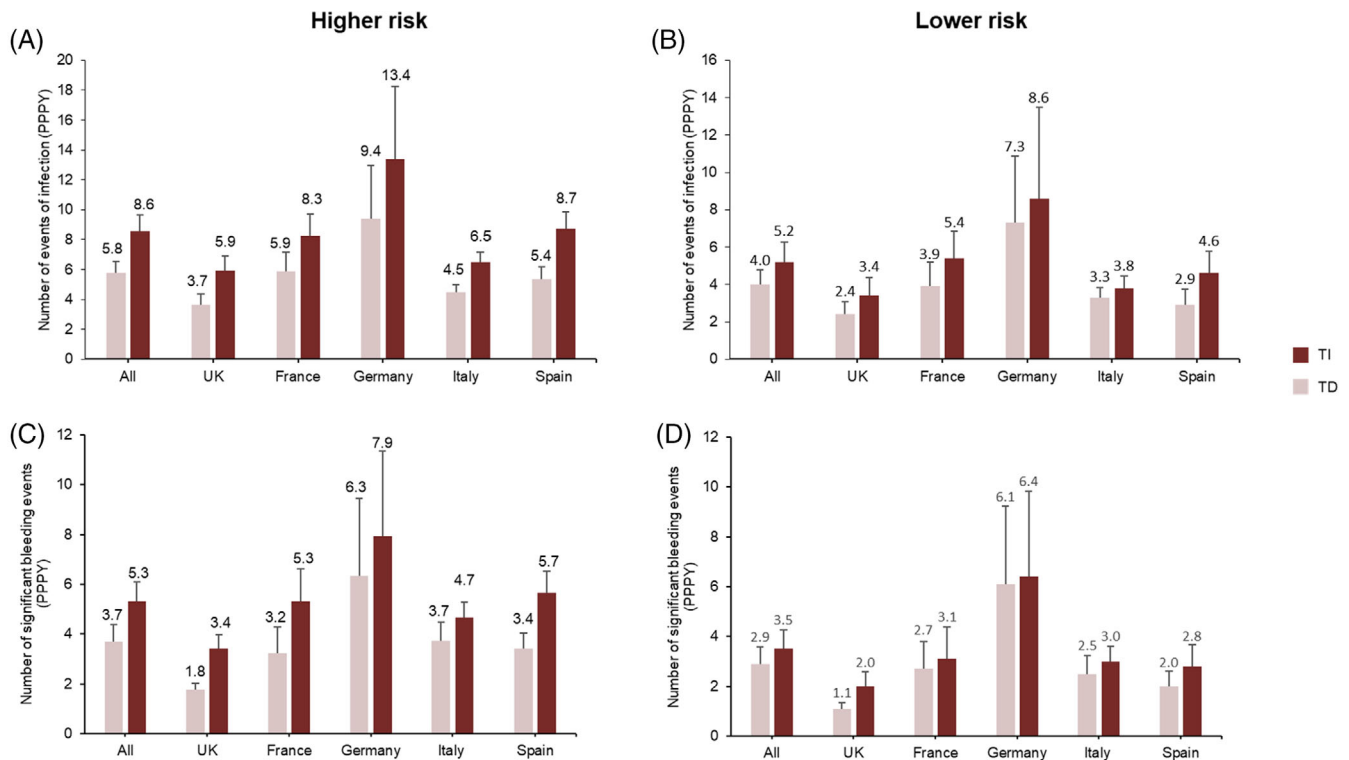 Higher risk
Lower risk
(A)
Number of events of infection (PPPY)
20
18
16
14
12
10
8
6
4
2
0
5.8
8.6
3.7
5.9
5.9
8.3
9.4
13.4
4.5
6.5
5.4
8.7
All
UK
France
Germany
Italy
Spain
(B)
Number of events of infection (PPPY)
16
14
12
10
8
6
4
2
0
4.0
5.2
2.4
3.4
3.9
5.4
7.3
8.6
3.3
3.8
2.9
4.6
All
UK
France
Germany
Italy
Spain
TI
TD
(C)
Number of significant bleeding events
(PPPY)
12
10
8
6
4
2
0
3.7
5.3
1.8
3.4
3.2
5.3
6.3
7.9
3.7
4.7
3.4
5.7
All
UK
France
Germany
Italy
Spain
(D)
Number of significant bleeding events
(PPPY)
12
10
8
6
4
2
0
2.9
3.5
1.1
2.0
2.7
3.1
6.1
6.4
2.5
3.0
2.0
2.8
All
UK
France
Germany
Italy
Spain